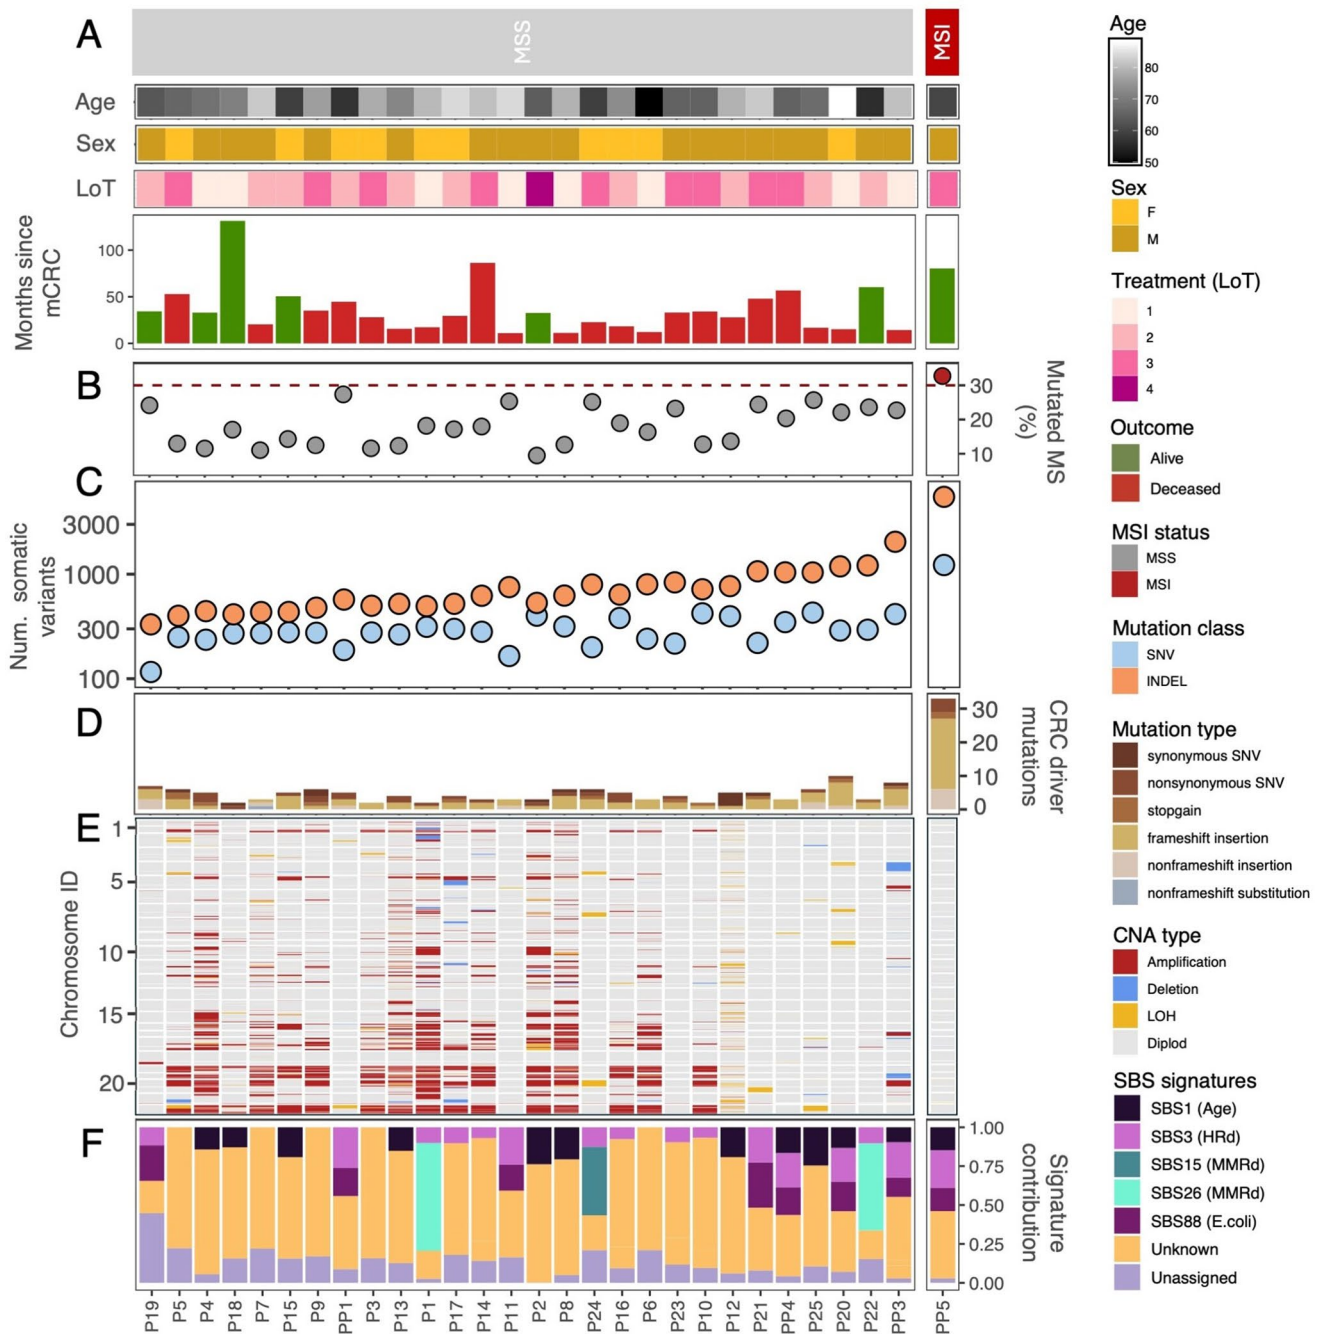 A
MSS
MSI
Age
Sex
LoT
Months since
mCRC
100
50
0
B
Mutated MS
(%)
30
20
10
C
Num. somatic
variants
3000
1000
300
100
D
CRC driver
mutations
30
20
10
0
E
Chromosome ID
1
5
10
15
20
F
Signature
contribution
1.00
0.75
0.50
0.25
0.00
P19
P5
P4
P18
P7
P15
P9
PP1
P3
P13
P1
P17
P14
P11
P2
P8
P24
P16
P6
P23
P10
P12
P21
PP4
P25
P20
P22
PP3
PP5
Age
80
70
60
50
Sex
F
M
Treatment (LoT)
1
2
3
4
Outcome
Alive
Deceased
MSI status
MSS
MSI
Mutation class
SNV
INDEL
Mutation type
synonymous SNV
nonsynonymous SNV
stopgain
frameshift insertion
nonframeshift insertion
nonframeshift substitution
CNA type
Amplification
Deletion
LOH
Diplod
SBS signatures
SBS1 (Age)
SBS3 (HRd)
SBS15 (MMRd)
SBS26 (MMRd)
SBS88 (E.coli)
Unknown
Unassigned